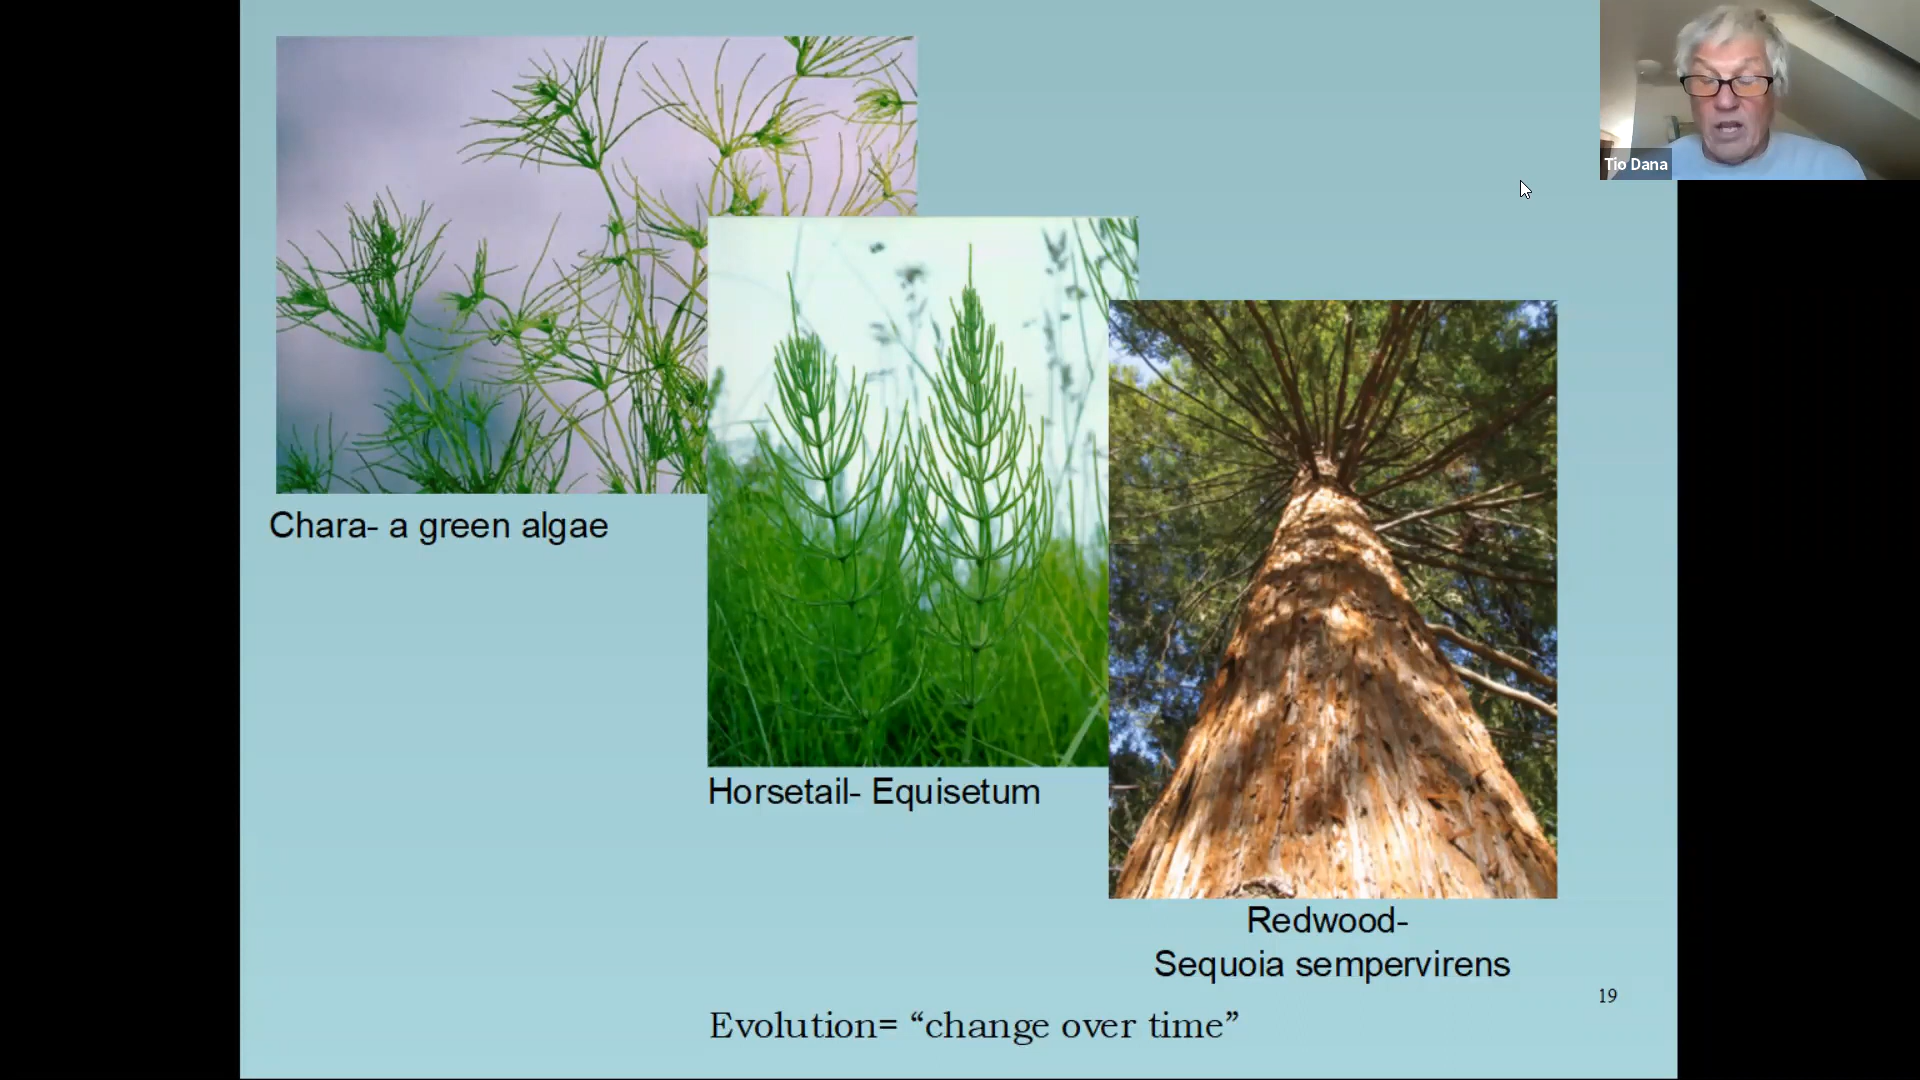 Tio Dana
Chara- a green algae
Horsetail- Equisetum
Redwood-
Sequoia sempervirens
19
Evolution= “change over time”